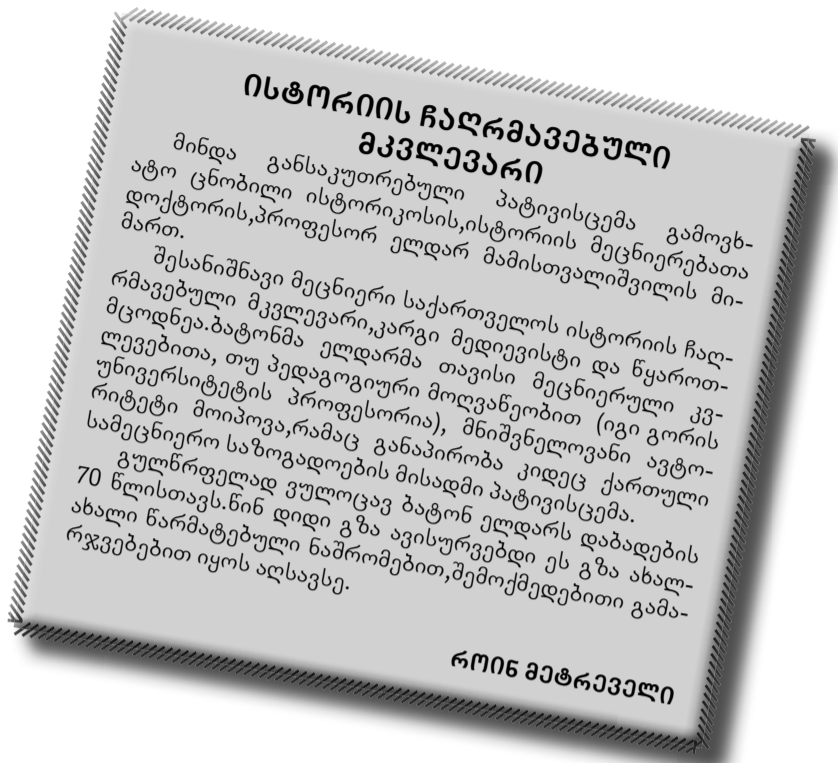 ისტორიის ჩაღრმავებული
მკვლევარი
მინდა განსაკუთრებული პატივისცემა გამოვხ-
ატო ცნობილი ისტორიკოსის,ისტორიის მეცნიერებათა
დოქტორის,პროფესორ ელდარ მამისთვალიშვილის მი-
მართ.
შესანიშნავი მეცნიერი საქართველოს ისტორიის ჩაღ-
რმავებული მკვლევარი,კარგი მედიევისტი და წყაროთ-
მცოდნეა.ბატონმა ელდარმა თავისი მეცნიერული კვ-
ლევებითა, თუ პედაგოგიური მოღვაწეობით (იგი გორის
უნივერსიტეტის პროფესორია), მნიშვნელოვანი ავტო-
რიტეტი მოიპოვა,რამაც განაპირობა კიდეც ქართული
სამეცნიერო საზოგადოების მისადმი პატივისცემა.
გულწრფელად ვულოცავ ბატონ ელდარს დაბადების
70 წლისთავს.წინ დიდი გზა ავისურვებდი ეს გზა ახალ-
ახალი წარმატებული ნაშრომებით,შემოქმედებითი გამა-
რჯვებებით იყოს აღსავსე.
როინ მეტრეველი